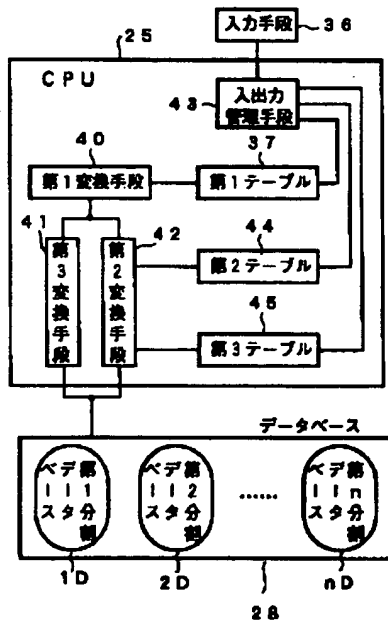 入力手段
36
25
CPU
43
入出力
管理手段
40
37
第1変換手段
第1テーブル
41
第3変換手段
42
第2変換手段
44
第2テーブル
45
第3テーブル
データベース
第1分割
データ
ベース
第2分割
データ
ベース
……
第n分割
データ
ベース
1D
2D
nD
28